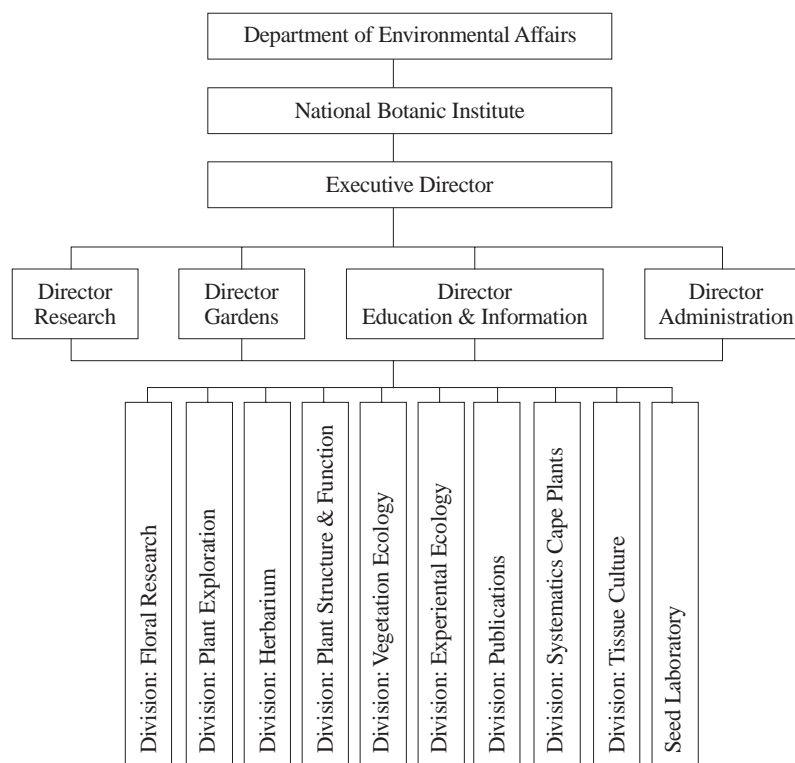 Department of Environmental Affairs
National Botanic Institute
Executive Director
Director
Research
Director
Gardens
Director
Education & Information
Director
Administration
Division: Floral Research
Division: Plant Exploration
Division: Herbarium
Division: Plant Structure & Function
Division: Vegetation Ecology
Division: Experiental Ecology
Division: Publications
Division: Systematics Cape Plants
Division: Tissue Culture
Seed Laboratory